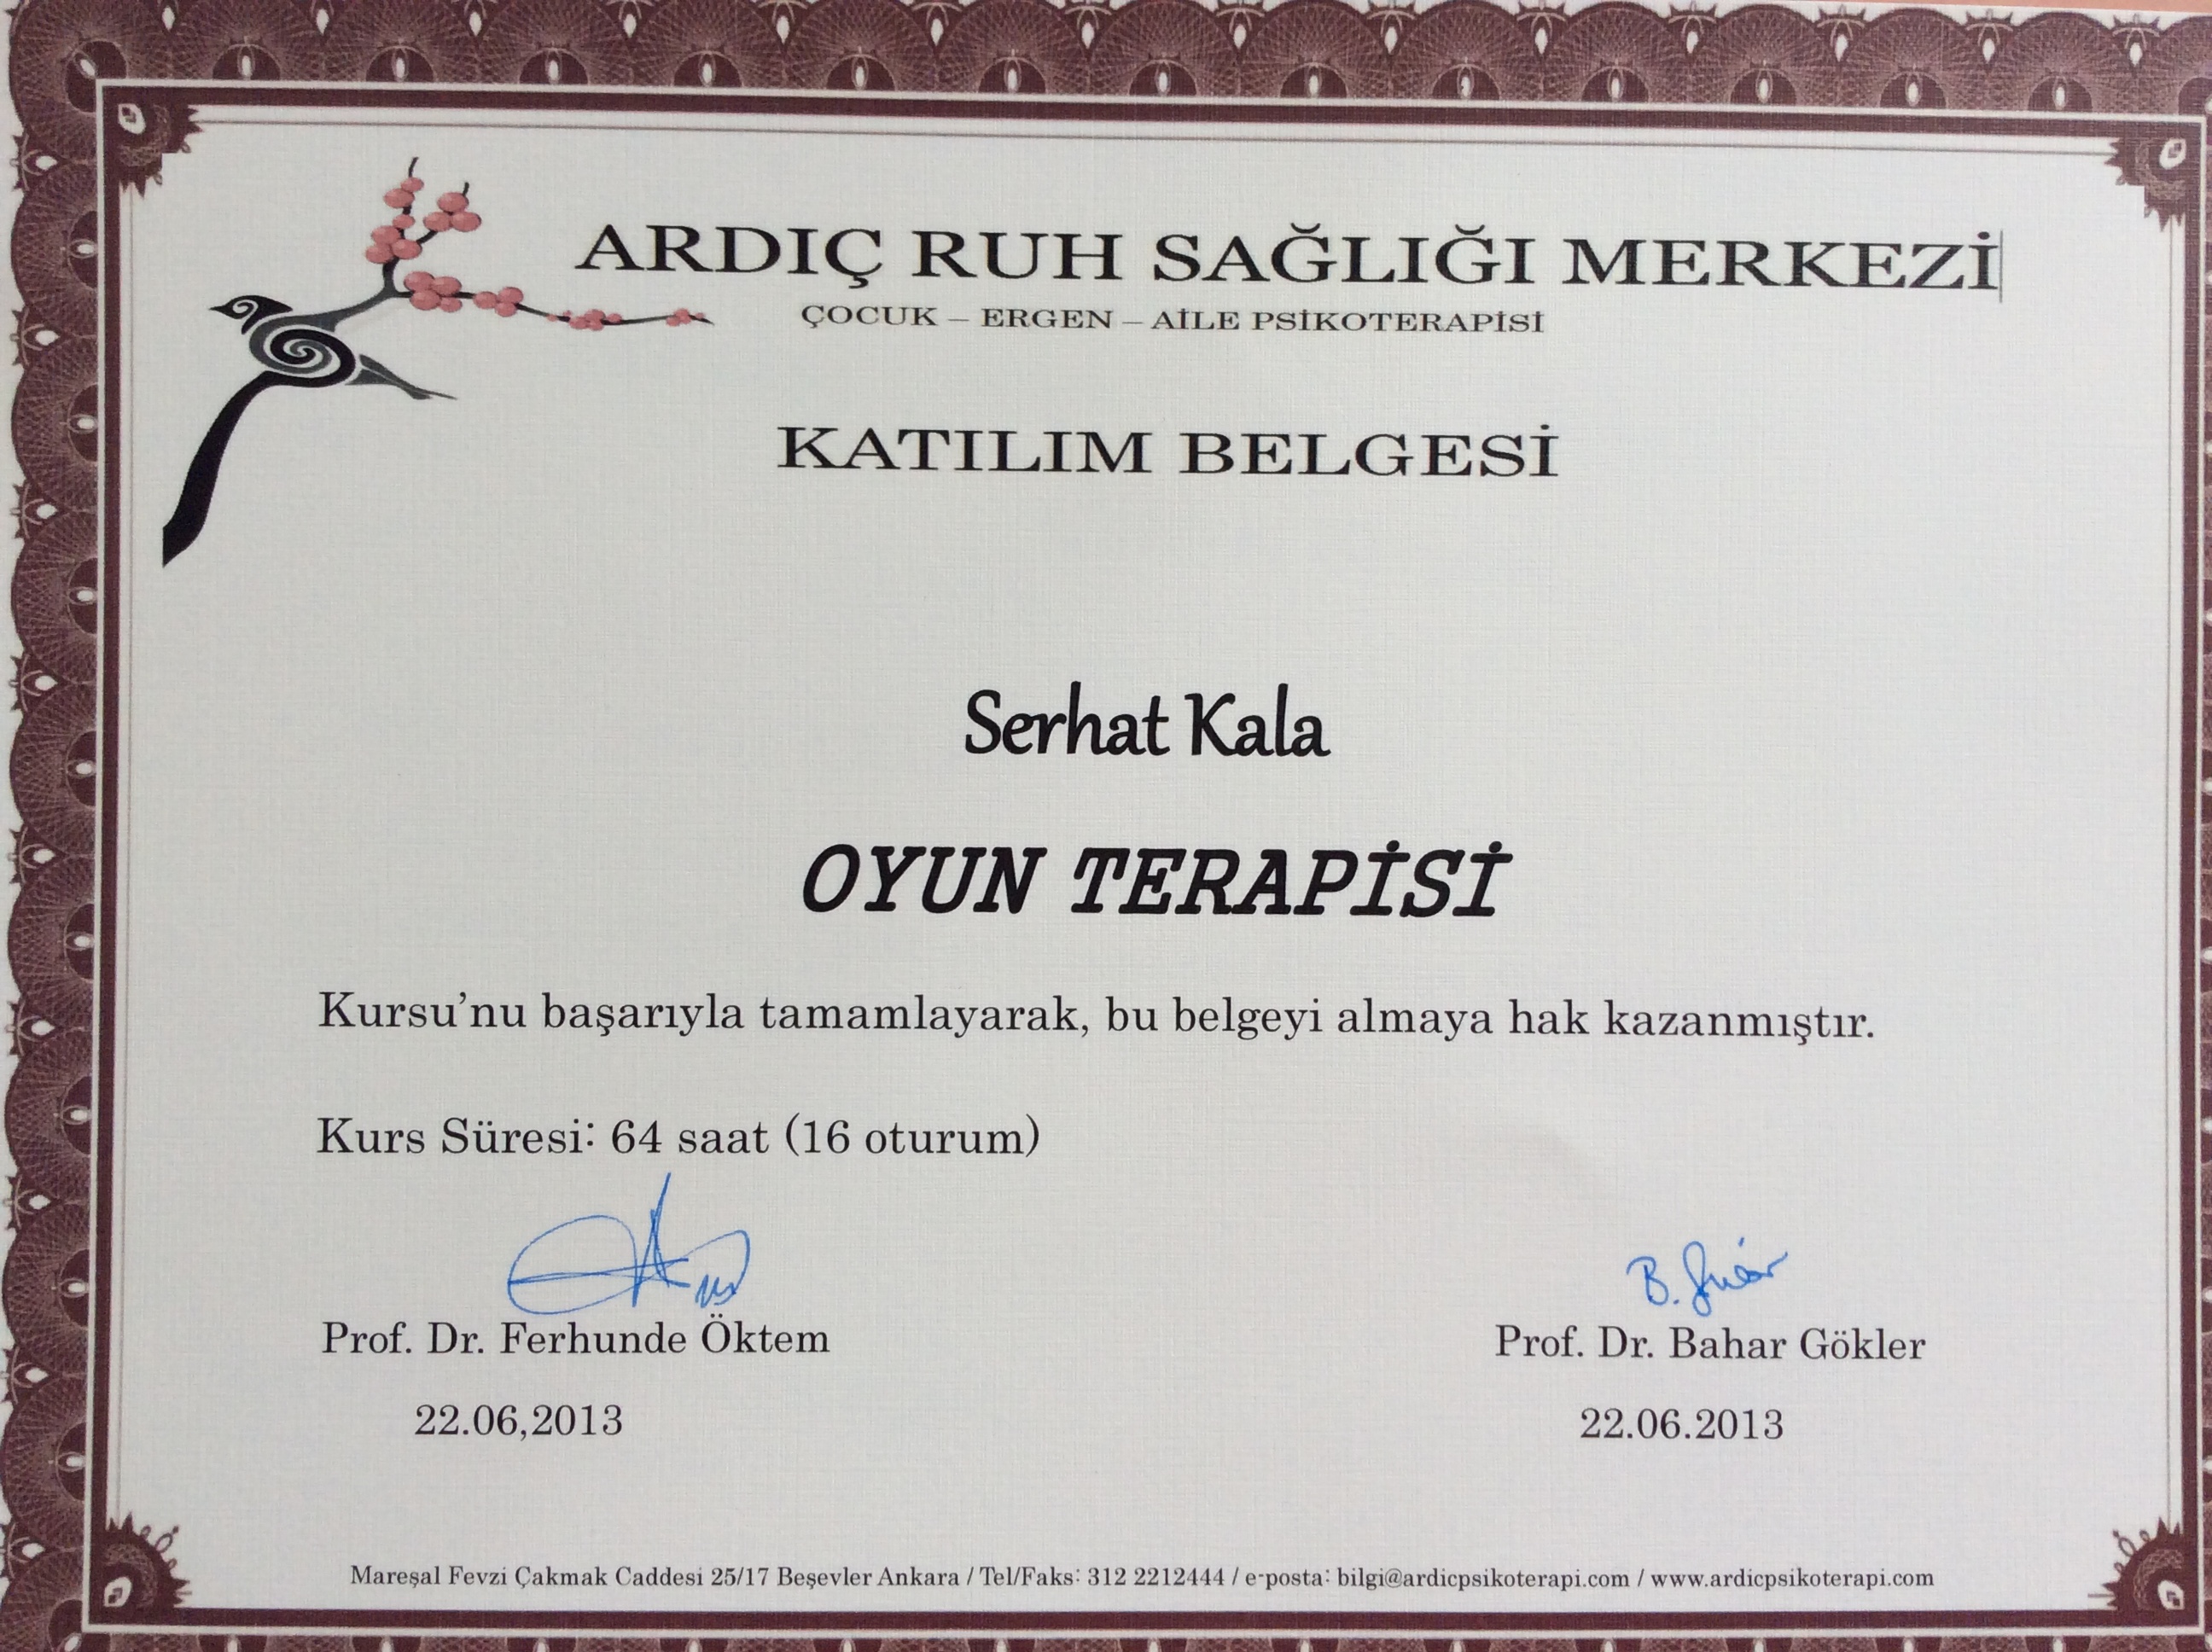 ARDIÇ RUH SAĞLIĞI MERKEZİ
ÇOCUK – ERGEN – AİLE PSİKOTERAPİSİ
KATILIM BELGESİ
Serhat Kala
OYUN TERAPİSİ
Kursu’nu başarıyla tamamlayarak, bu belgeyi almaya hak kazanmıştır.
Kurs Süresi: 64 saat (16 oturum)
Prof. Dr. Ferhunde Öktem
Prof. Dr. Bahar Gökler
22.06,2013
22.06.2013
Mareşal Fevzi Çakmak Caddesi 25/17 Beşevler Ankara / Tel/Faks: 312 2212444 / e-posta: bilgi@ardicpsikoterapi.com / www.ardicpsikoterapi.com